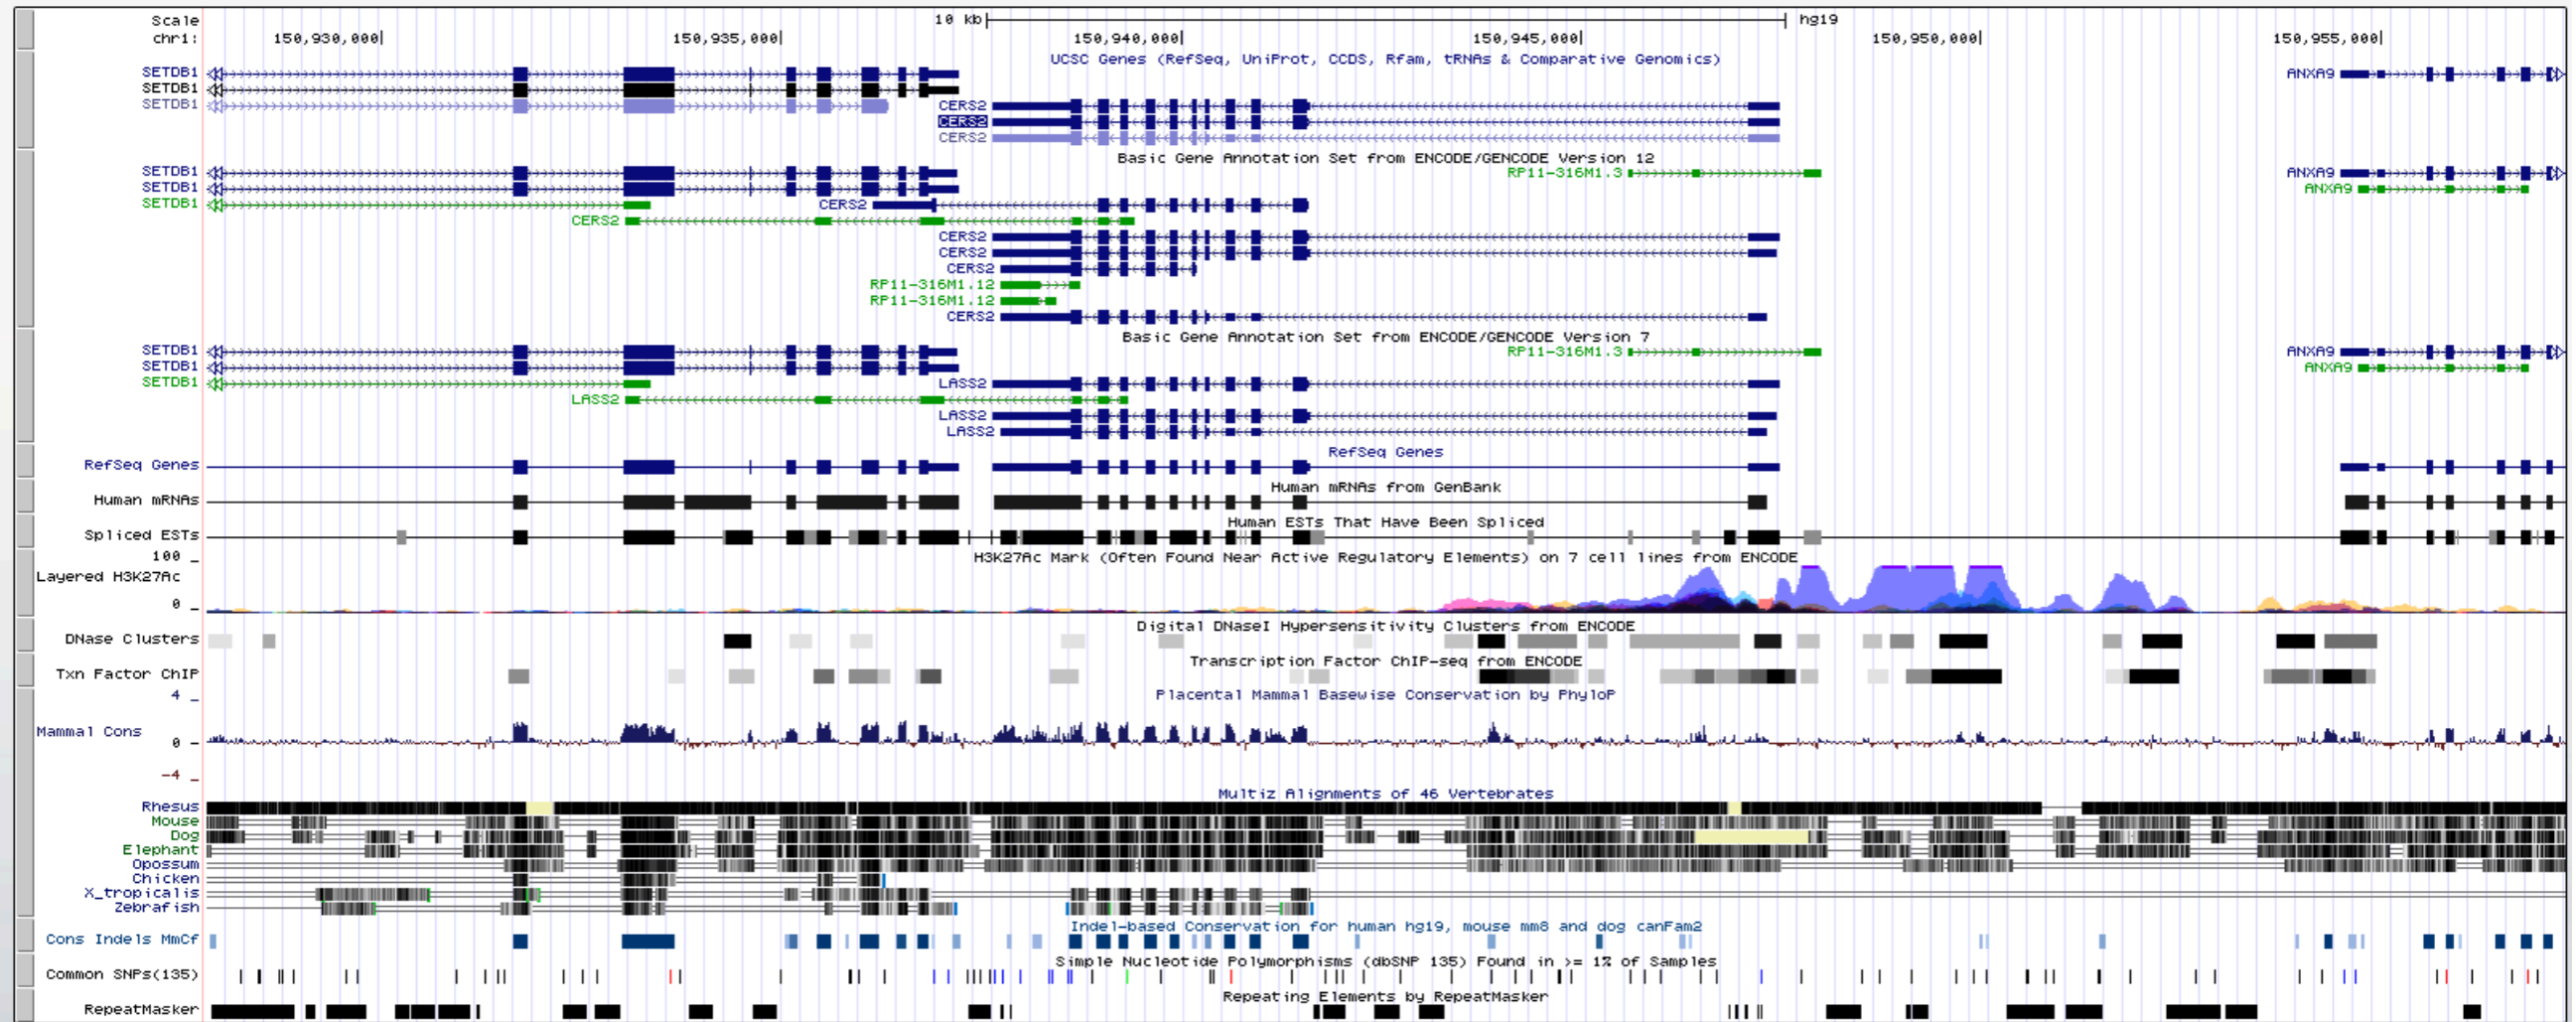 Scale 10 kb hg19
chr1: 150,930,000 150,935,000 150,940,000 150,945,000 150,950,000 150,955,000
UCSC Genes (RefSeq, UniProt, CCDS, Rfam, tRNAs & Comparative Genomics)
SETDB1 ANXA9
SETDB1
SETDB1 CERS2
CERS2
CERS2
Basic Gene Annotation Set from ENCODE/GENCODE Version 12
SETDB1 RP11-316M1.3 ANXA9
SETDB1 ANXA9
SETDB1 CERS2
CERS2
CERS2
CERS2
CERS2
RP11-316M1.12
RP11-316M1.12
CERS2
Basic Gene Annotation Set from ENCODE/GENCODE Version 7
SETDB1 RP11-316M1.3 ANXA9
SETDB1 ANXA9
SETDB1 LASS2
LASS2
LASS2
LASS2
RefSeq Genes
RefSeq Genes
Human mRNAs from GenBank
Human mRNAs
Human ESTs That Have Been Spliced
Spliced ESTs
H3K27Ac Mark (Often Found Near Active Regulatory Elements) on 7 cell lines from ENCODE
100 _
Layered H3K27Ac
0 _
Digital DNaseI Hypersensitivity Clusters from ENCODE
DNase Clusters
Transcription Factor ChIP-seq from ENCODE
Txn Factor ChIP
Placental Mammal Basewise Conservation by PhyloP
4 _
Mammal Cons
0 _
-4 _
Multiz Alignments of 46 Vertebrates
Rhesus
Mouse
Dog
Elephant
Opossum
Chicken
X_tropicalis
Zebrafish
Indel-based Conservation for human hg19, mouse mm8 and dog canFam2
Cons Indels MmCf
Simple Nucleotide Polymorphisms (dbSNP 135) Found in >= 1% of Samples
Common SNPs(135)
Repeating Elements by RepeatMasker
RepeatMasker